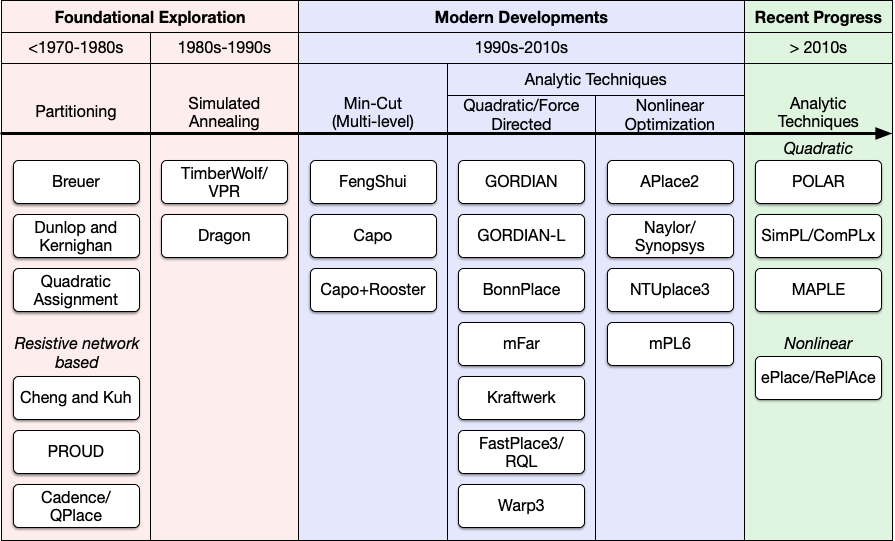 Foundational Exploration
Modern Developments
Recent Progress
<1970-1980s
1980s-1990s
1990s-2010s
> 2010s
Partitioning
Simulated
Annealing
Min-Cut
(Multi-level)
Analytic Techniques
Quadratic/Force
Directed
Nonlinear
Optimization
Analytic
Techniques
Breuer
Dunlop and
Kernighan
Quadratic
Assignment
Resistive network
based
Cheng and Kuh
PROUD
Cadence/
QPlace
TimberWolf/
VPR
Dragon
FengShui
Capo
Capo+Rooster
GORDIAN
GORDIAN-L
BonnPlace
mFar
Kraftwerk
FastPlace3/
RQL
Warp3
APlace2
Naylor/
Synopsys
NTUplace3
mPL6
Quadratic
POLAR
SimPL/ComPLx
MAPLE
Nonlinear
ePlace/RePlAce